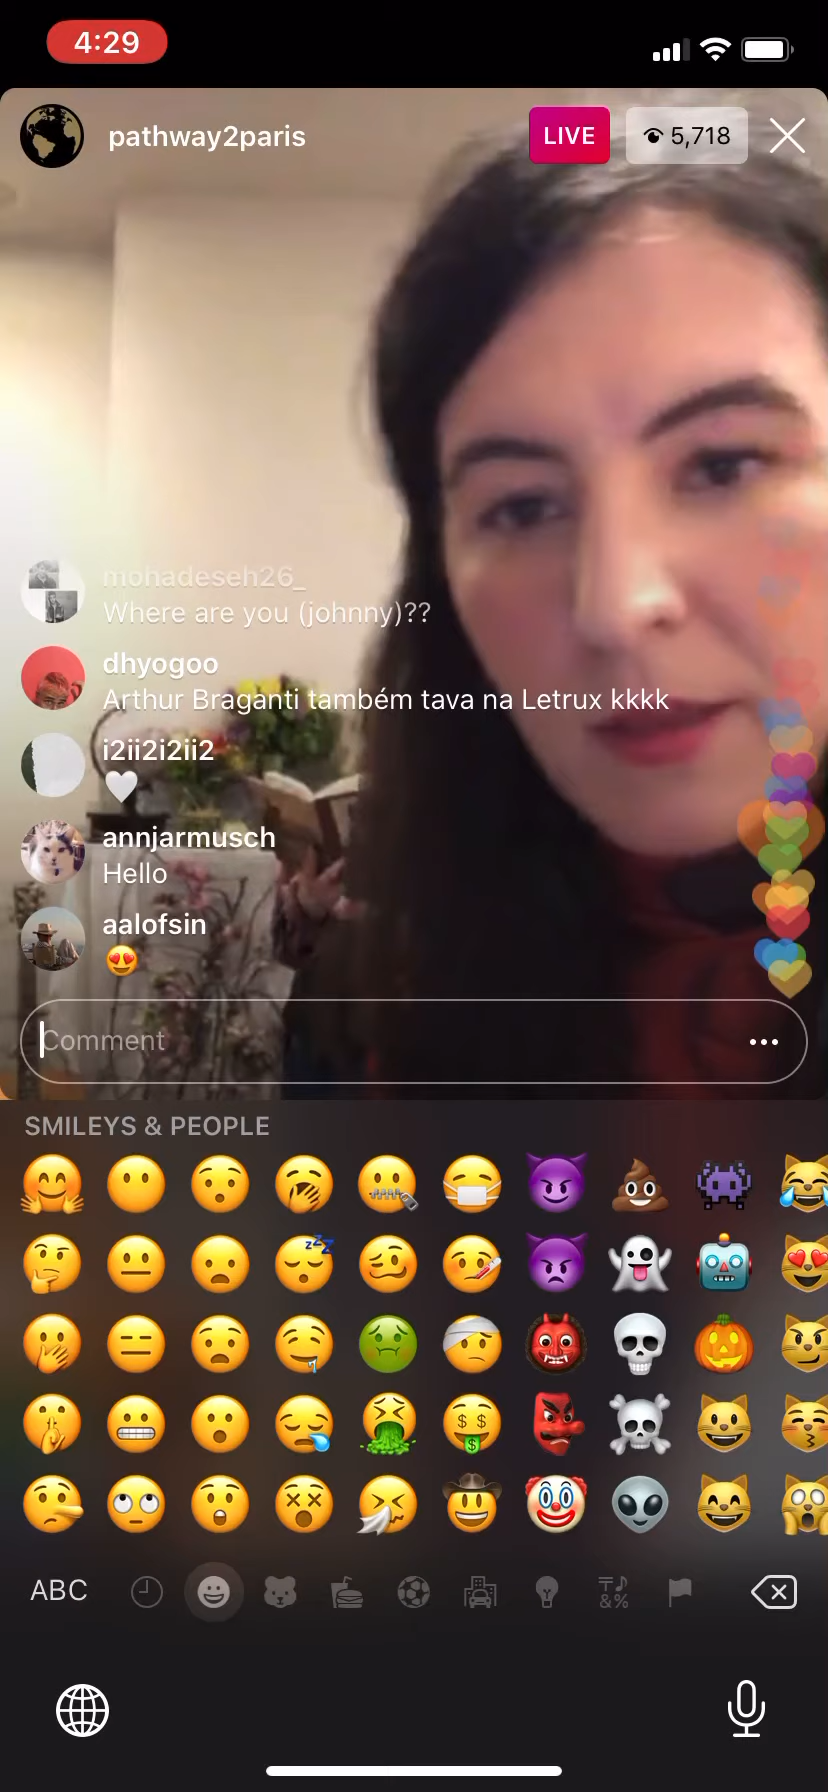 4:29
pathway2paris
LIVE
5,718
mohadeseh26_
Where are you (johnny)??
dhyogoo
Arthur Braganti também tava na Letrux kkkk
i2ii2i2ii2
🤍
annjarmusch
Hello
aalofsin
😍
Comment
SMILEYS & PEOPLE
ABC